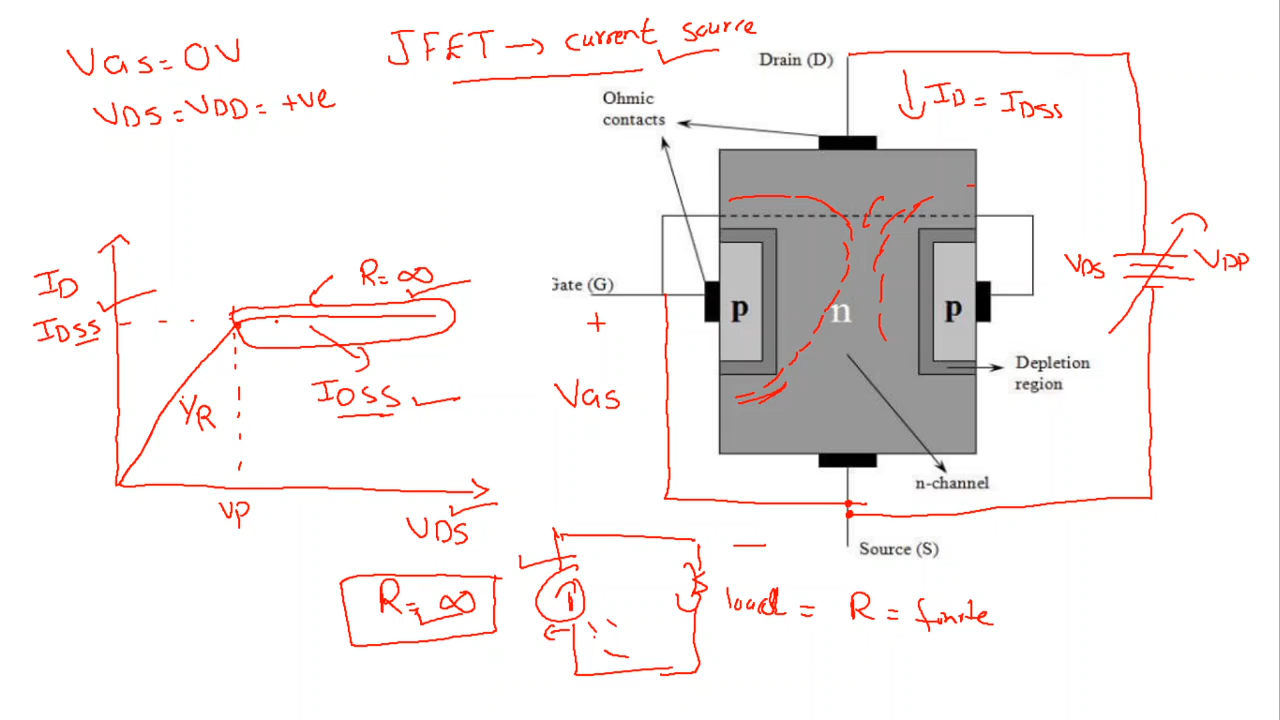 VGS = 0V
VDS = VDD = +ve
JFET → current source
Drain (D)
↓ ID = IDSS
Ohmic
contacts
R = ∞
ID
IDSS
IDSS
1/R
VP
VDS
Gate (G)
+
VGS
−
p
n
p
VDS
VDD
Depletion
region
n-channel
Source (S)
R = ∞
load = R = finite